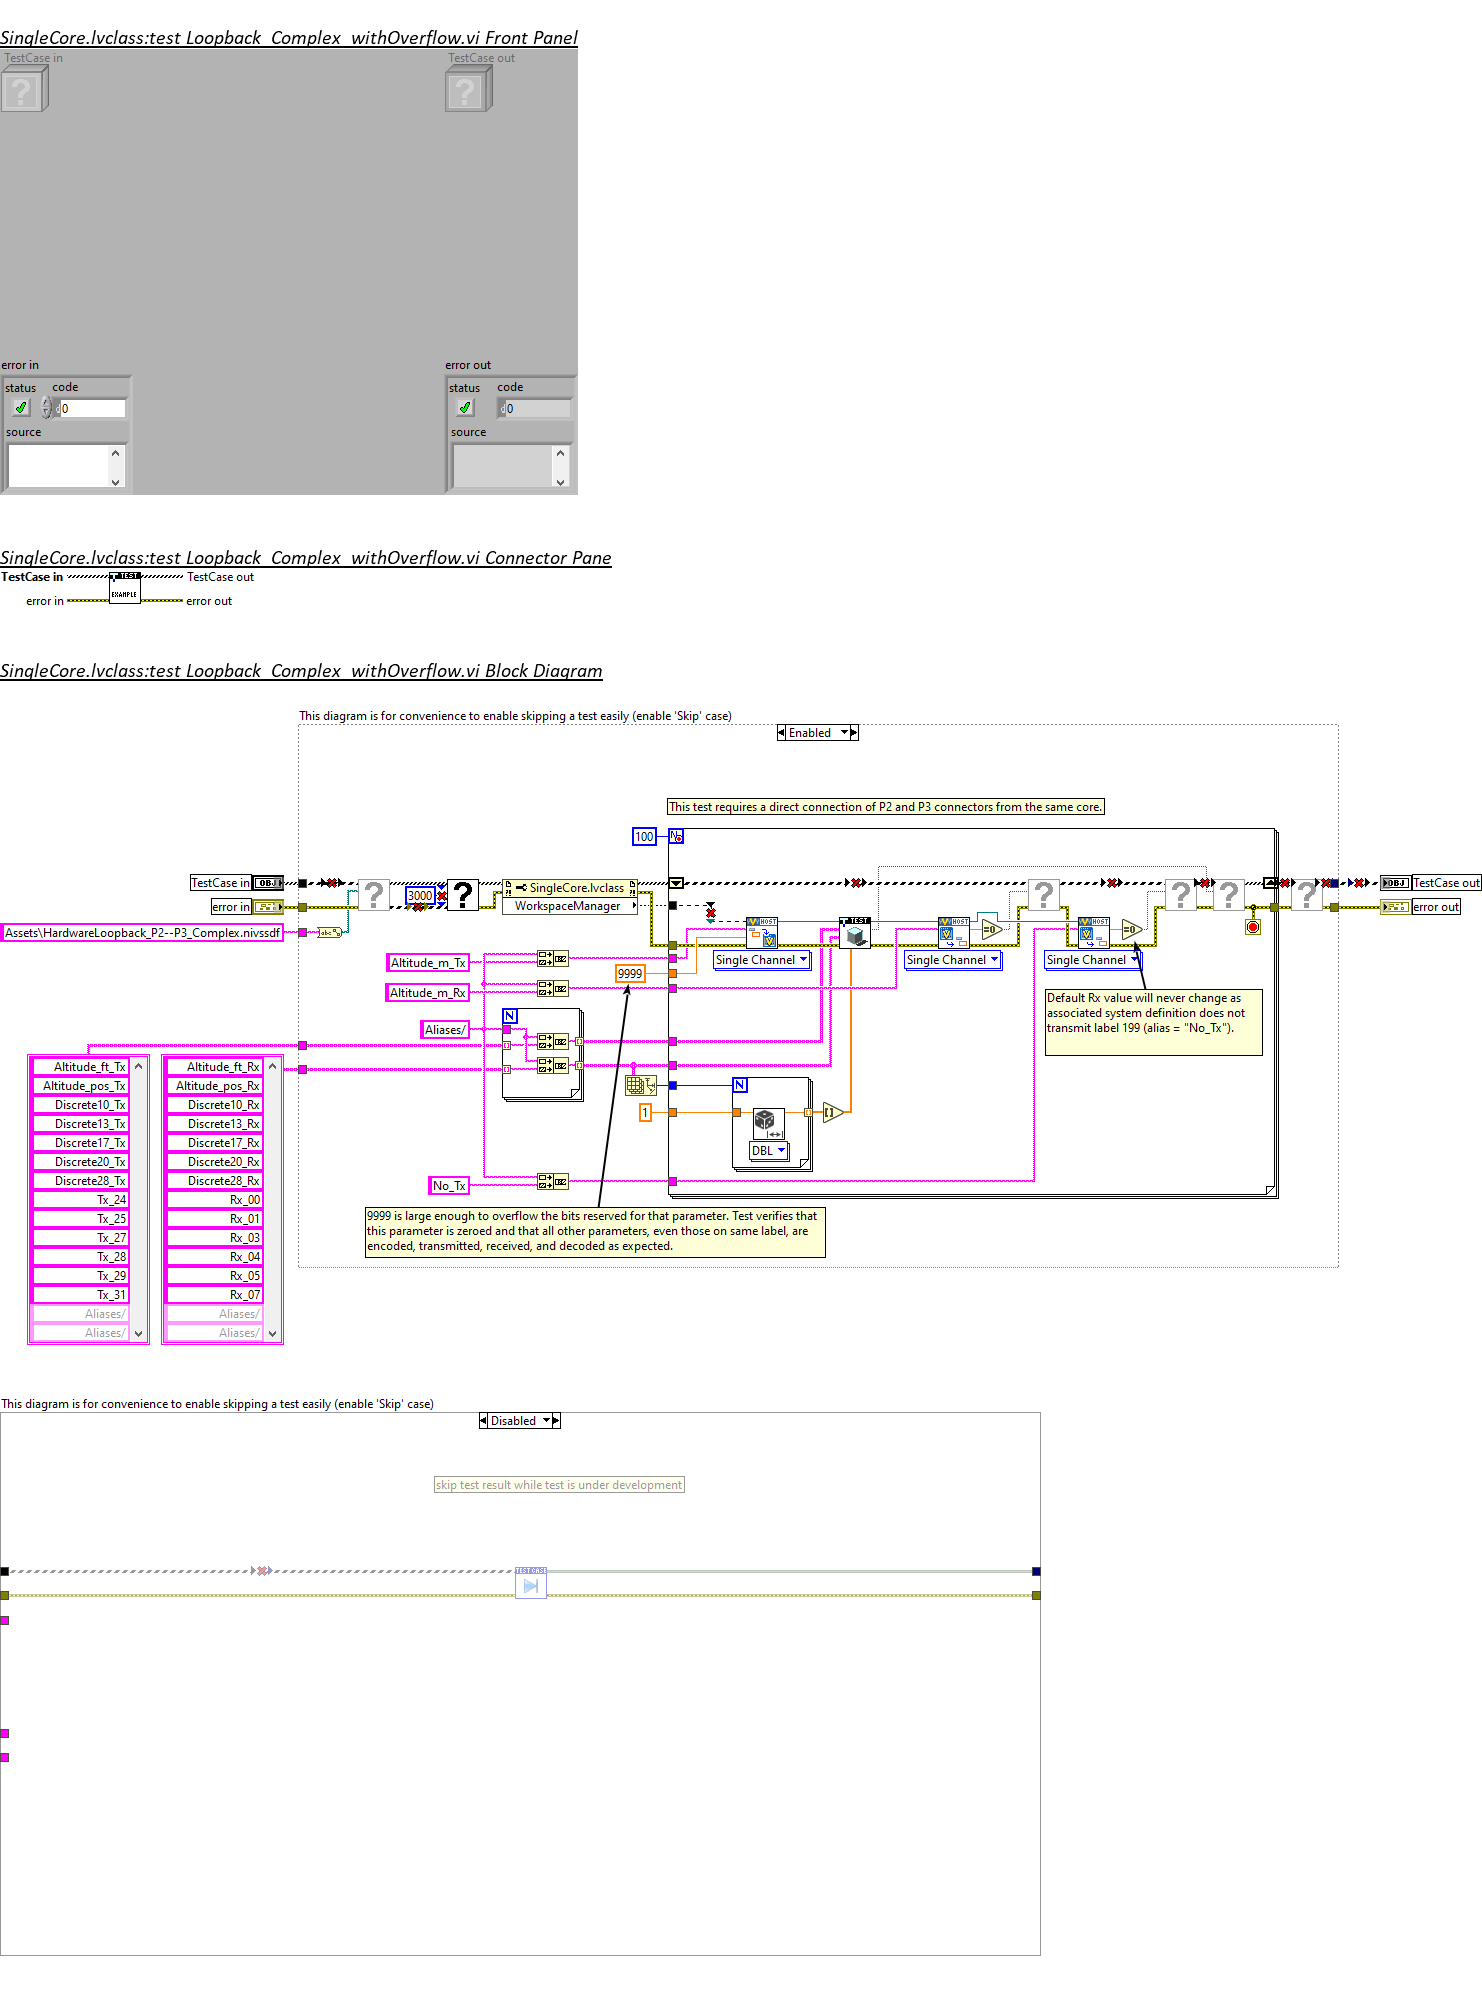 SingleCore.lvclass:test Loopback_Complex_withOverflow.vi Front Panel
TestCase in
TestCase out
?
?
error in
error out
status code
status code
d 0
d 0
source
source
SingleCore.lvclass:test Loopback_Complex_withOverflow.vi Connector Pane
TestCase in
TestCase out
TEST
EXAMPLE
error in
error out
SingleCore.lvclass:test Loopback_Complex_withOverflow.vi Block Diagram
This diagram is for convenience to enable skipping a test easily (enable 'Skip' case)
Enabled
This test requires a direct connection of P2 and P3 connectors from the same core.
100
N
TestCase in
OBJ
?
3000
?
SingleCore.lvclass
?
?
?
?
OBJ
TestCase out
error in
WorkspaceManager
error out
Assets\HardwareLoopback_P2--P3_Complex.nivssdf
abc
HOST
TEST
HOST
=0
HOST
=0
Altitude_m_Tx
Single Channel
Single Channel
Single Channel
9999
Altitude_m_Rx
Default Rx value will never change as
associated system definition does not
transmit label 199 (alias = "No_Tx").
N
Aliases/
Altitude_ft_Tx
Altitude_pos_Tx
Discrete10_Tx
Discrete13_Tx
Discrete17_Tx
Discrete20_Tx
Discrete28_Tx
Tx_24
Tx_25
Tx_27
Tx_28
Tx_29
Tx_31
Aliases/
Aliases/
Altitude_ft_Rx
Altitude_pos_Rx
Discrete10_Rx
Discrete13_Rx
Discrete17_Rx
Discrete20_Rx
Discrete28_Rx
Rx_00
Rx_01
Rx_03
Rx_04
Rx_05
Rx_07
Aliases/
Aliases/
N
1
DBL
No_Tx
9999 is large enough to overflow the bits reserved for that parameter. Test verifies that
this parameter is zeroed and that all other parameters, even those on same label, are
encoded, transmitted, received, and decoded as expected.
This diagram is for convenience to enable skipping a test easily (enable 'Skip' case)
Disabled
skip test result while test is under development
TESTCASE